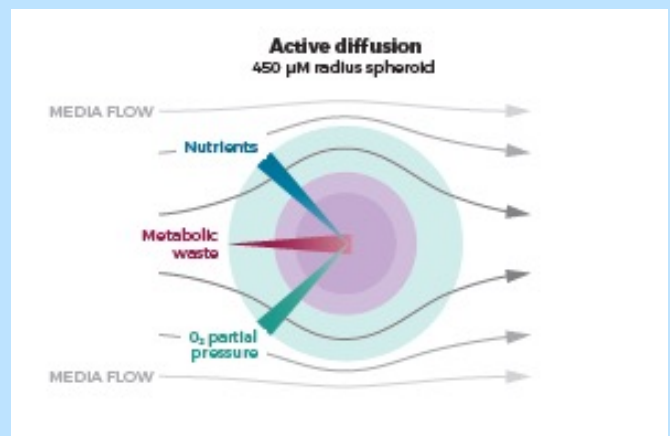 Active diffusion
450 µM radius spheroid
MEDIA FLOW
Nutrients
Metabolic
waste
O₂ partial
pressure
MEDIA FLOW